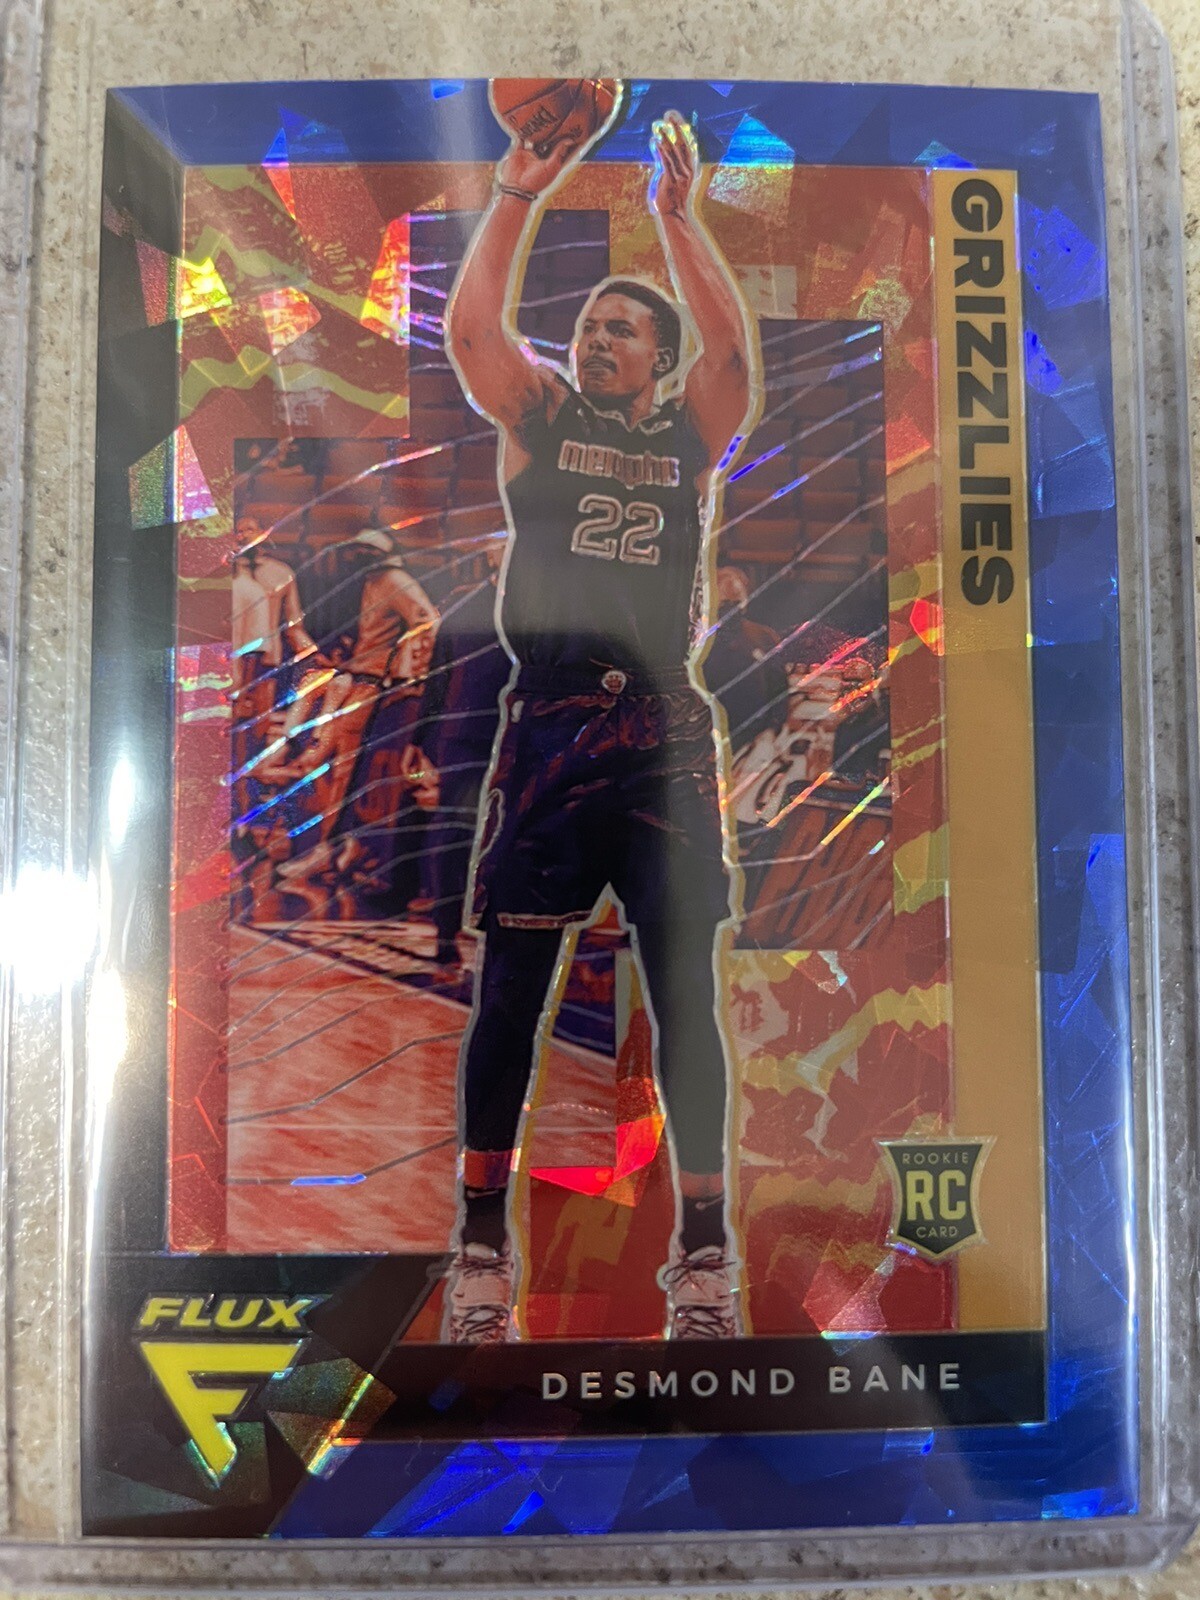 GRIZZLIES
memphis
22
ROOKIE
RC
CARD
FLUX
F
DESMOND BANE